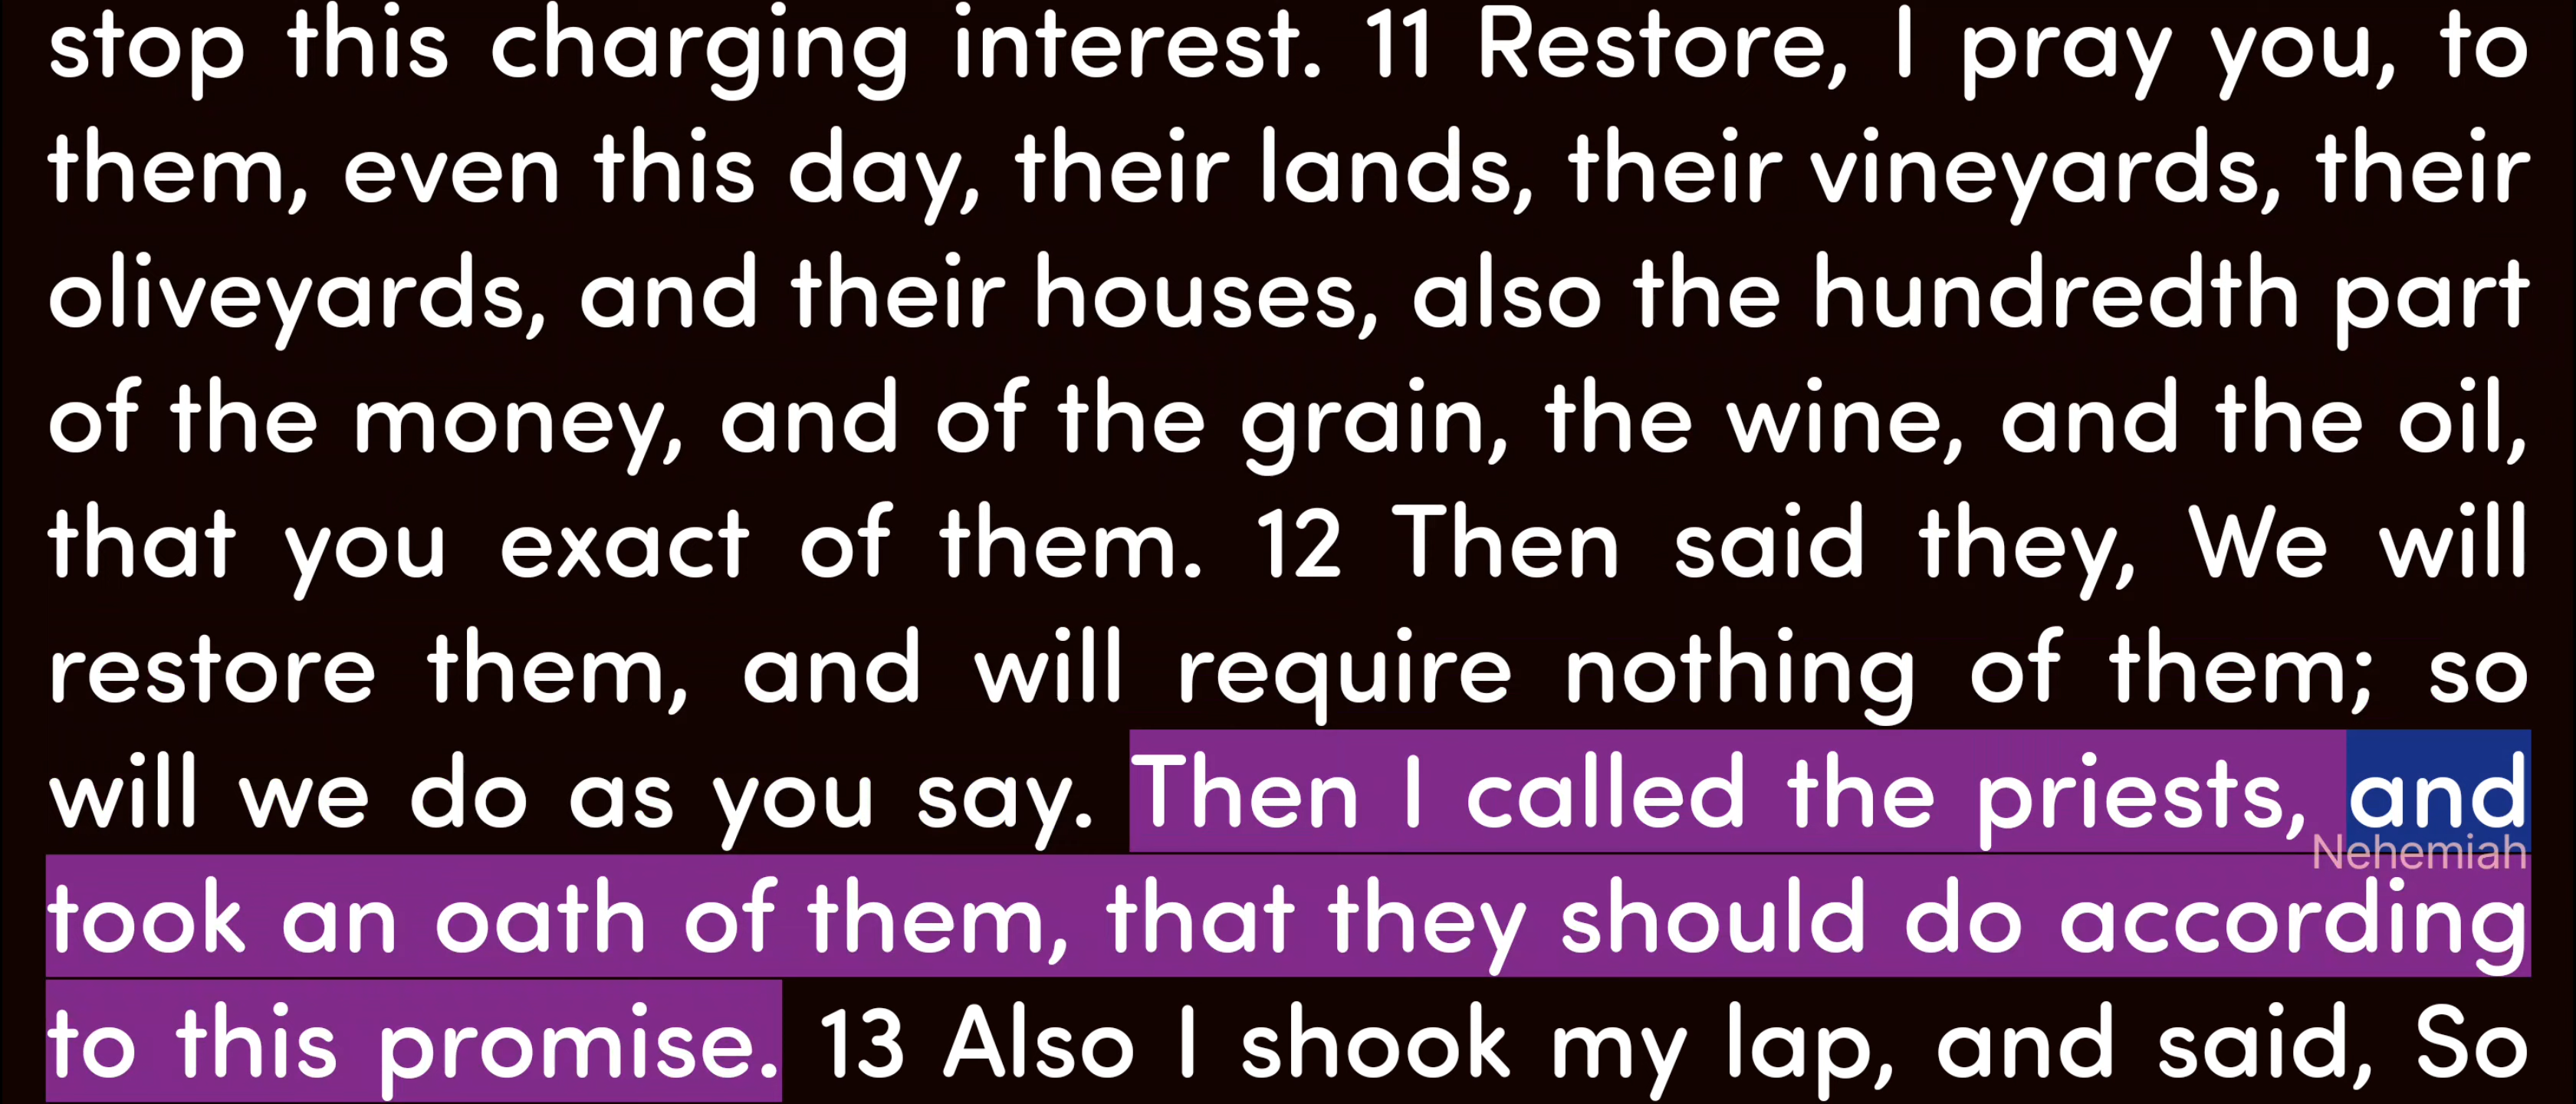 stop this charging interest. 11 Restore, I pray you, to
them, even this day, their lands, their vineyards, their
oliveyards, and their houses, also the hundredth part
of the money, and of the grain, the wine, and the oil,
that you exact of them. 12 Then said they, We will
restore them, and will require nothing of them; so
will we do as you say. Then I called the priests, and
Nehemiah
took an oath of them, that they should do according
to this promise. 13 Also I shook my lap, and said, So